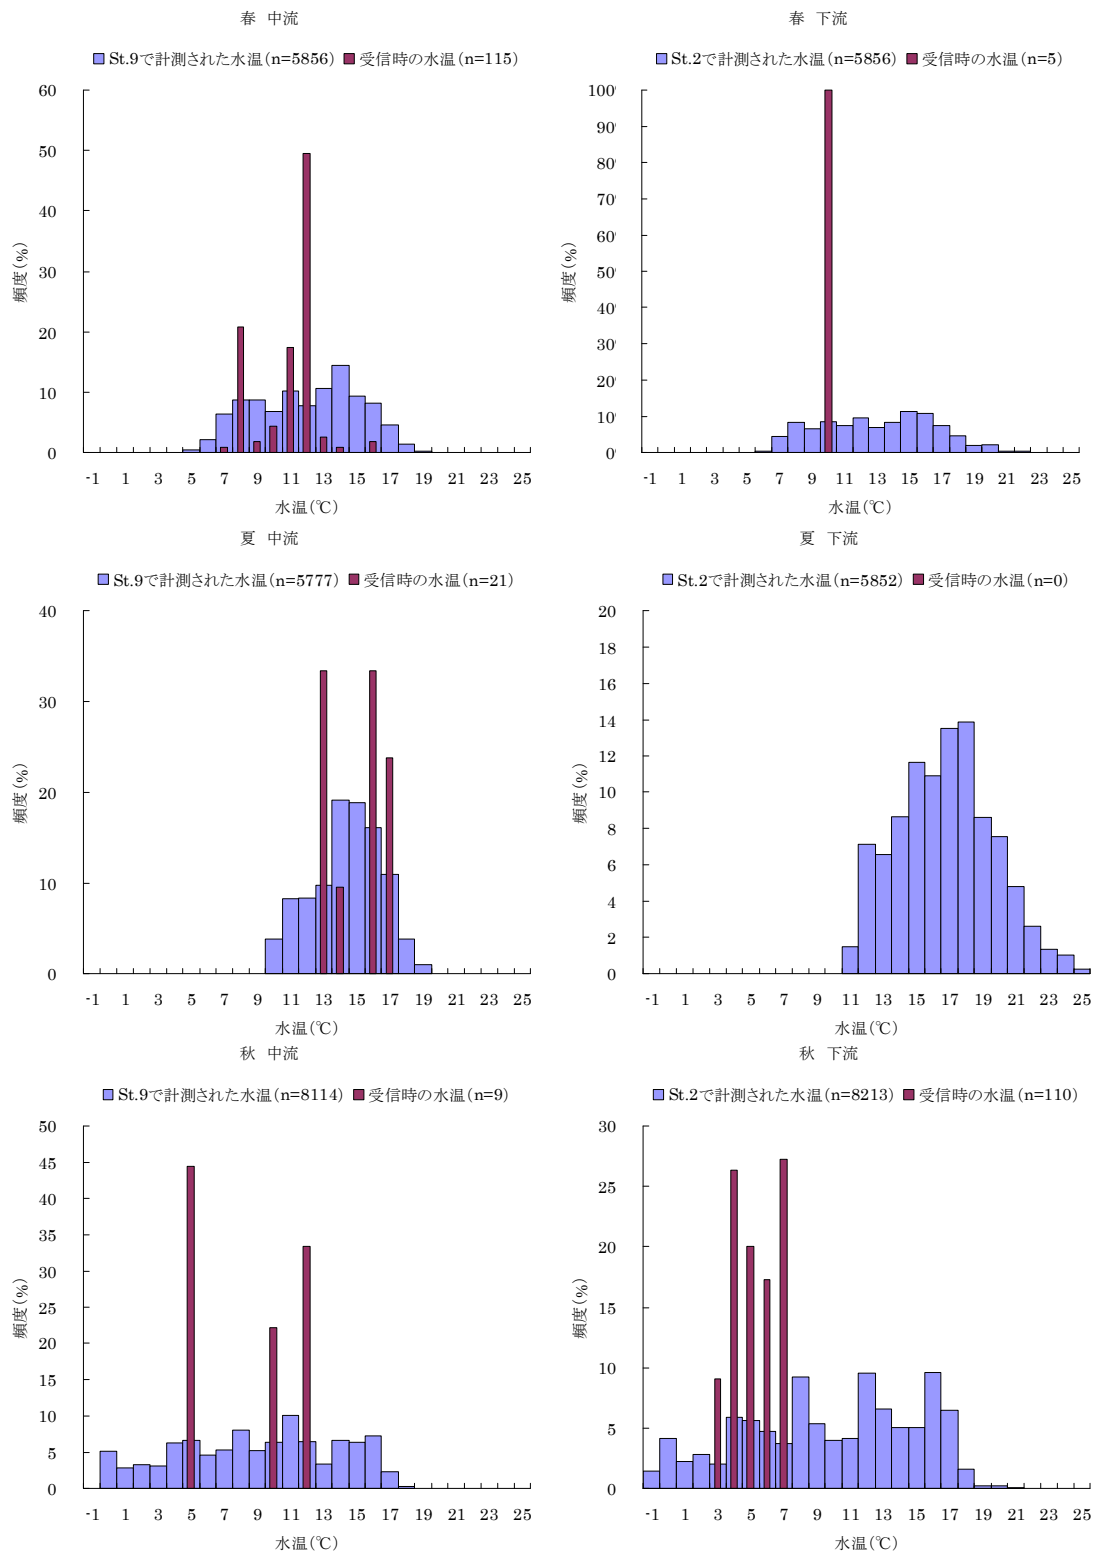 春 中流
■ St.9で計測された水温(n=5856) ■ 受信時の水温(n=115)
60
50
40
30
20
10
0
頻度(%)
-1 1 3 5 7 9 11 13 15 17 19 21 23 25
水温(℃)
春 下流
■ St.2で計測された水温(n=5856) ■ 受信時の水温(n=5)
100
90
80
70
60
50
40
30
20
10
0
頻度(%)
-1 1 3 5 7 9 11 13 15 17 19 21 23 25
水温(℃)
夏 中流
■ St.9で計測された水温(n=5777) ■ 受信時の水温(n=21)
40
30
20
10
0
頻度(%)
-1 1 3 5 7 9 11 13 15 17 19 21 23 25
水温(℃)
夏 下流
■ St.2で計測された水温(n=5852) ■ 受信時の水温(n=0)
20
18
16
14
12
10
8
6
4
2
0
頻度(%)
-1 1 3 5 7 9 11 13 15 17 19 21 23 25
水温(℃)
秋 中流
■ St.9で計測された水温(n=8114) ■ 受信時の水温(n=9)
50
45
40
35
30
25
20
15
10
5
0
頻度(%)
-1 1 3 5 7 9 11 13 15 17 19 21 23 25
水温(℃)
秋 下流
■ St.2で計測された水温(n=8213) ■ 受信時の水温(n=110)
30
25
20
15
10
5
0
頻度(%)
-1 1 3 5 7 9 11 13 15 17 19 21 23 25
水温(℃)